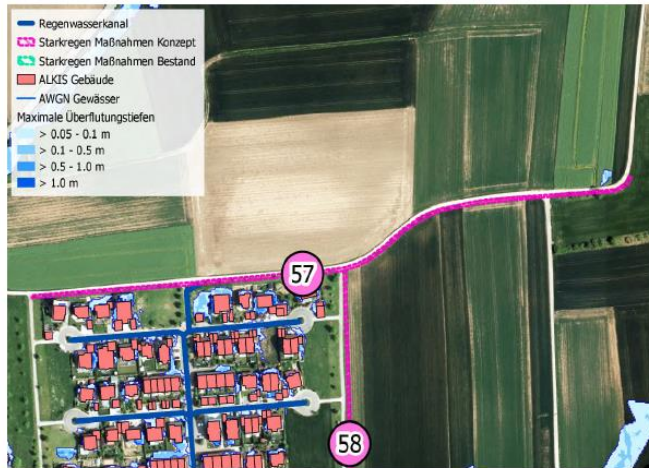 Regenwasserkanal
Starkregen Maßnahmen Konzept
Starkregen Maßnahmen Bestand
ALKIS Gebäude
AWGN Gewässer
Maximale Überflutungstiefen
> 0.05 - 0.1 m
> 0.1 - 0.5 m
> 0.5 - 1.0 m
> 1.0 m
57
58